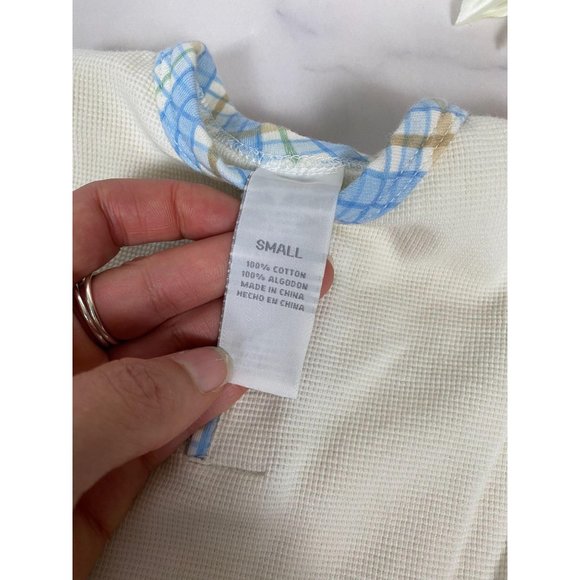 SMALL
100% COTTON
100% ALGODON
MADE IN CHINA
HECHO EN CHINA